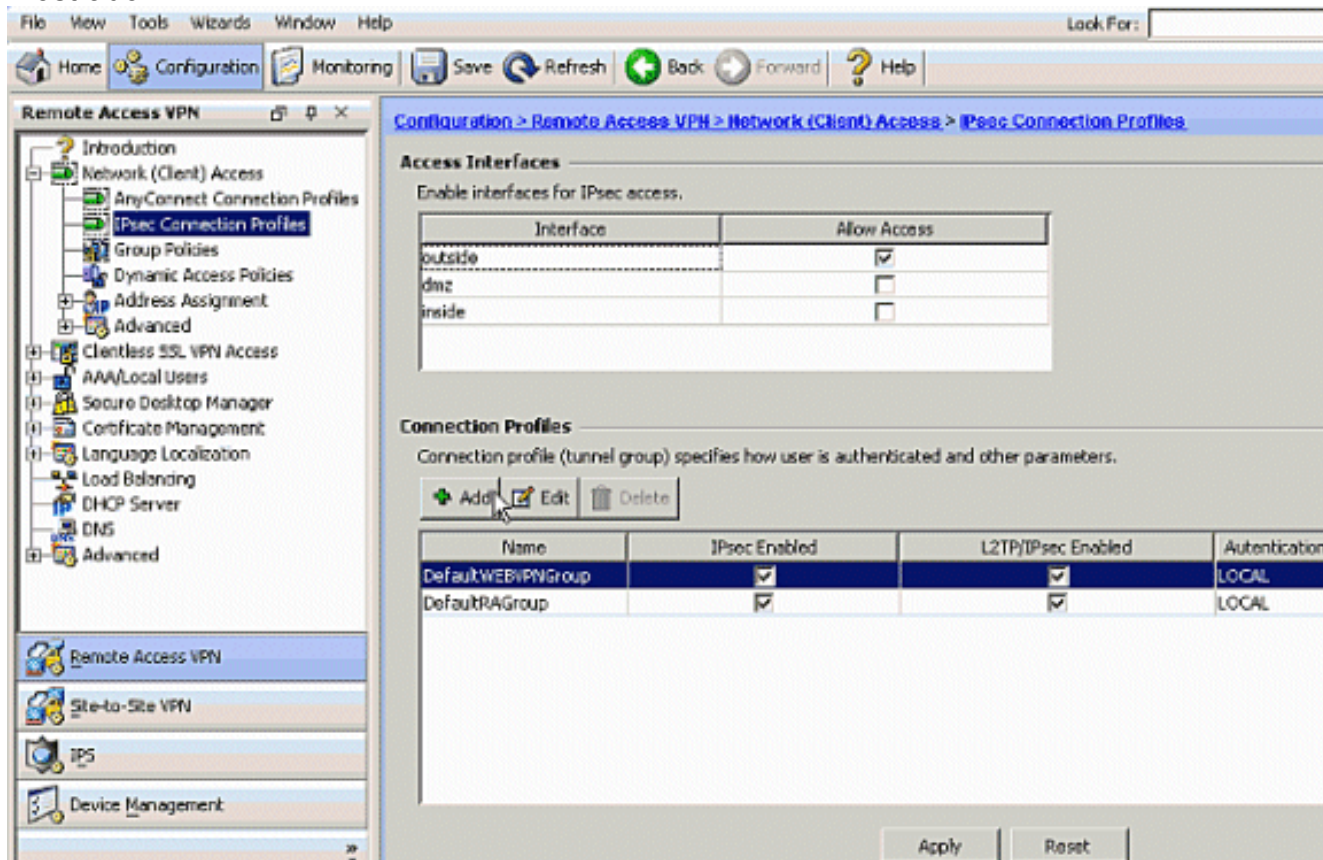 File View Tools Wizards Window Help Look For:
Home Configuration Monitoring Save Refresh Back Forward Help
Remote Access VPN
Introduction
Network (Client) Access
AnyConnect Connection Profiles
IPsec Connection Profiles
Group Policies
Dynamic Access Policies
Address Assignment
Advanced
Clientless SSL VPN Access
AAA/Local Users
Secure Desktop Manager
Certificate Management
Language Localization
Load Balancing
DHCP Server
DNS
Advanced
Remote Access VPN
Site-to-Site VPN
IPS
Device Management
Configuration > Remote Access VPN > Network (Client) Access > IPsec Connection Profiles
Access Interfaces
Enable interfaces for IPsec access.
Interface Allow Access
outside
dmz
inside
Connection Profiles
Connection profile (tunnel group) specifies how user is authenticated and other parameters.
Add Edit Delete
Name IPsec Enabled L2TP/IPsec Enabled Autentication
DefaultWEBVPNGroup LOCAL
DefaultRAGroup LOCAL
Apply Reset